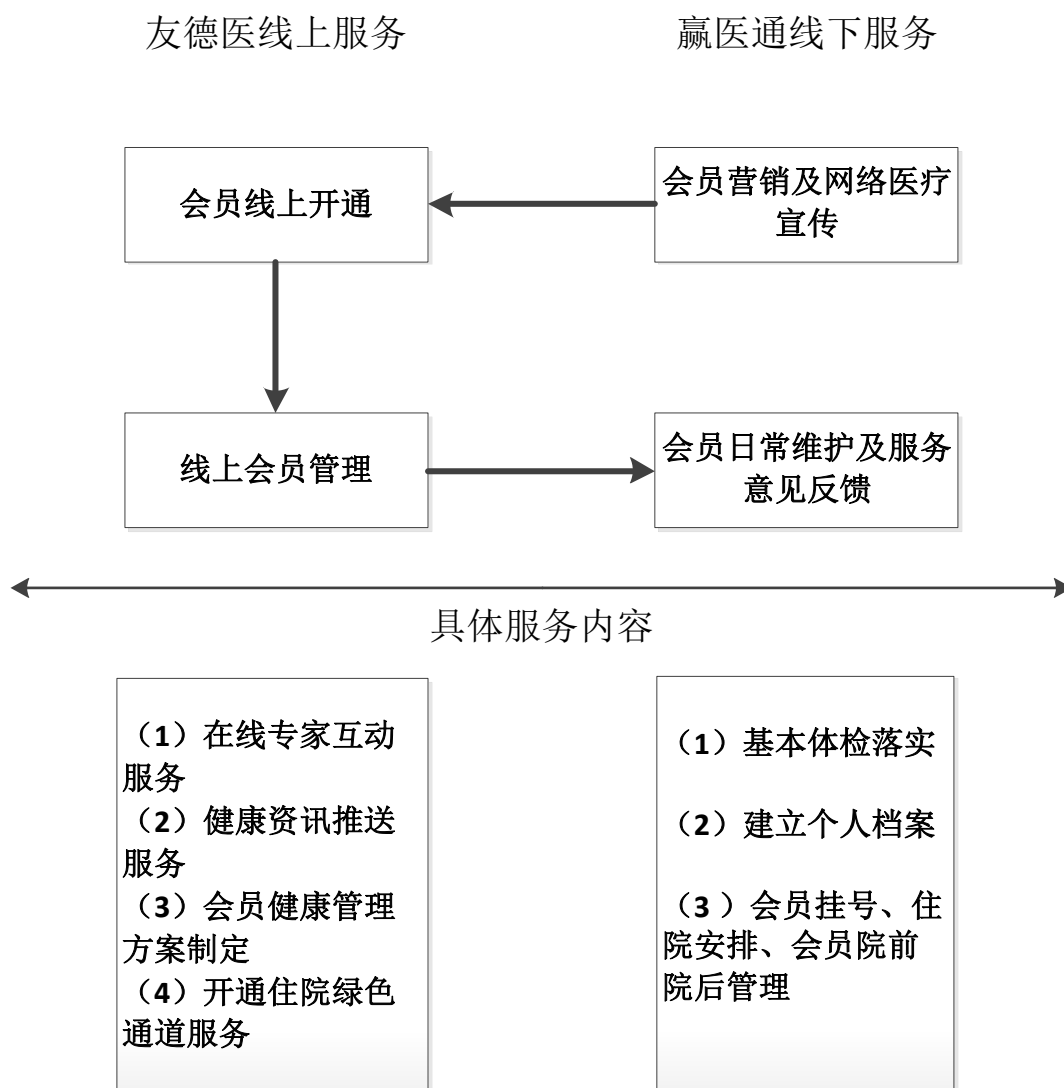 友德医线上服务
赢医通线下服务
会员线上开通
会员营销及网络医疗
宣传
线上会员管理
会员日常维护及服务
意见反馈
具体服务内容
（1）在线专家互动
服务
（2）健康资讯推送
服务
（3）会员健康管理
方案制定
（4）开通住院绿色
通道服务
（1）基本体检落实
（2）建立个人档案
（3 ）会员挂号、住
院安排、会员院前
院后管理